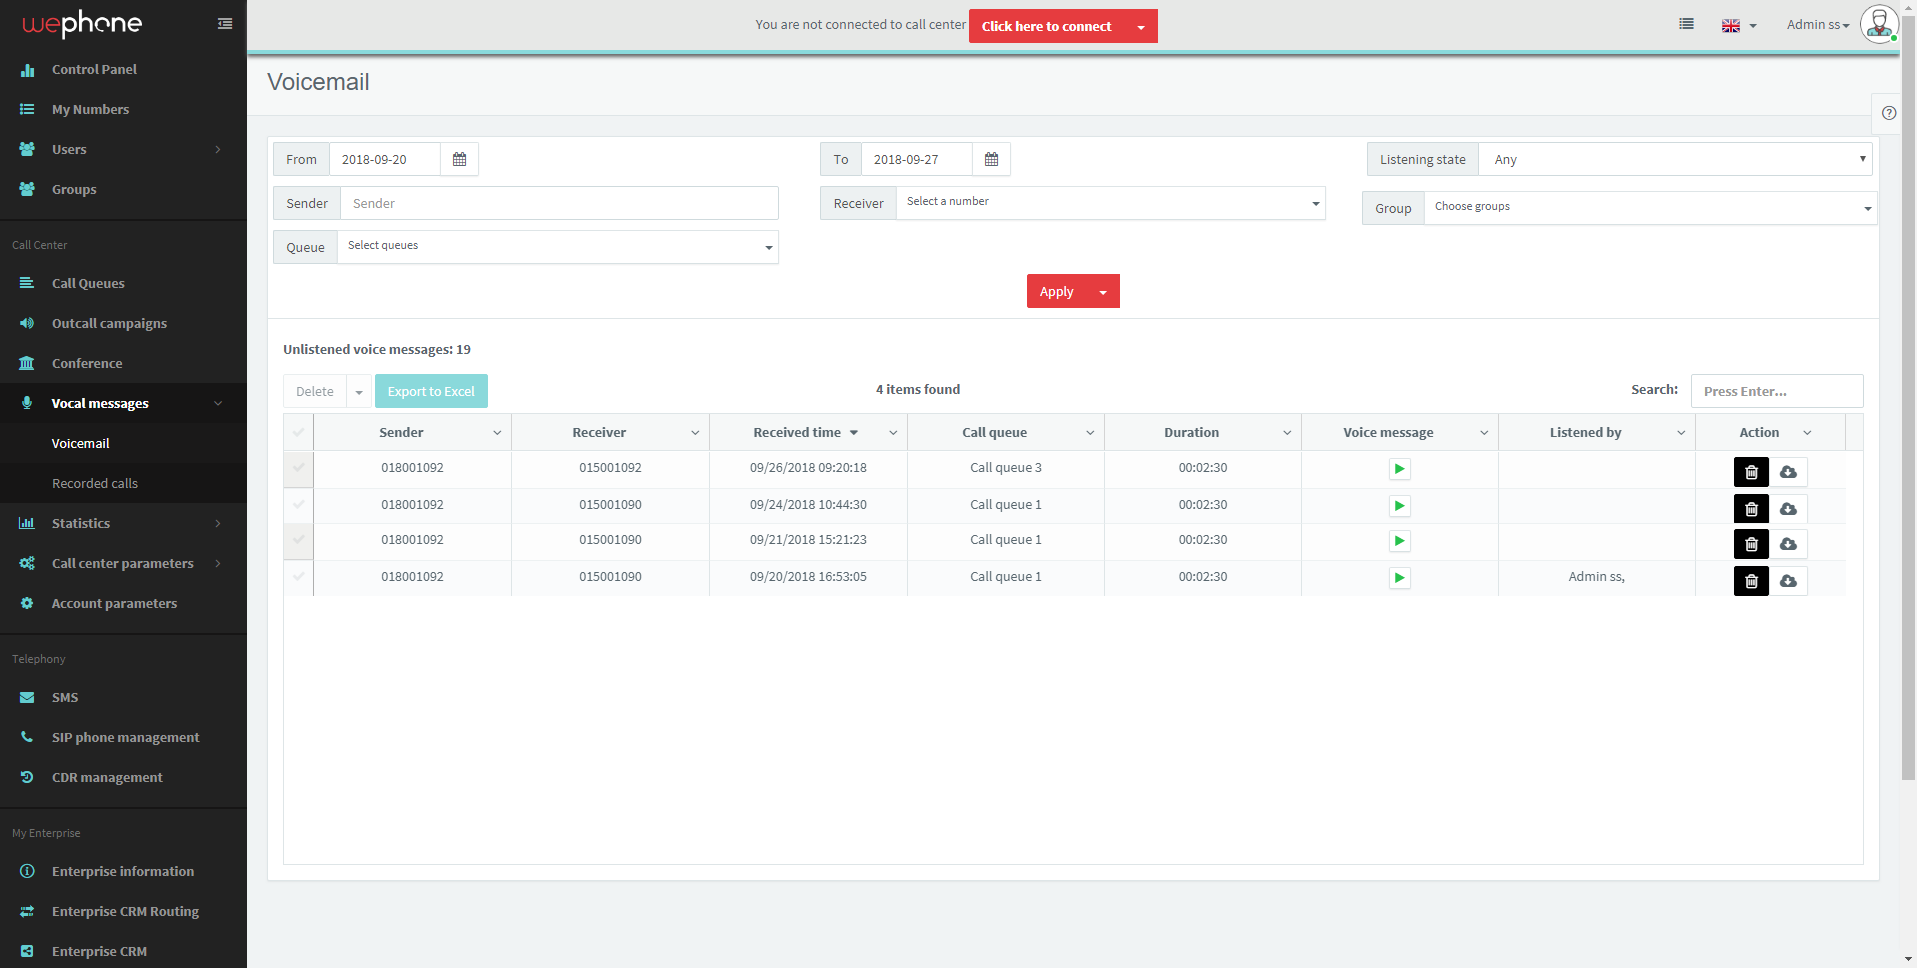 wephone
Control Panel
My Numbers
Users
Groups
Call Center
Call Queues
Outcall campaigns
Conference
Vocal messages
Voicemail
Recorded calls
Statistics
Call center parameters
Account parameters
Telephony
SMS
SIP phone management
CDR management
My Enterprise
Enterprise information
Enterprise CRM Routing
Enterprise CRM
You are not connected to call center Click here to connect
Admin ss
Voicemail
From 2018-09-20 To 2018-09-27 Listening state Any
Sender Sender Receiver Select a number Group Choose groups
Queue Select queues
Apply
Unlistened voice messages: 19
Delete Export to Excel 4 items found Search: Press Enter...
Sender Receiver Received time Call queue Duration Voice message Listened by Action
018001092 015001092 09/26/2018 09:20:18 Call queue 3 00:02:30
018001092 015001090 09/24/2018 10:44:30 Call queue 1 00:02:30
018001092 015001090 09/21/2018 15:21:23 Call queue 1 00:02:30
018001092 015001090 09/20/2018 16:53:05 Call queue 1 00:02:30 Admin ss,